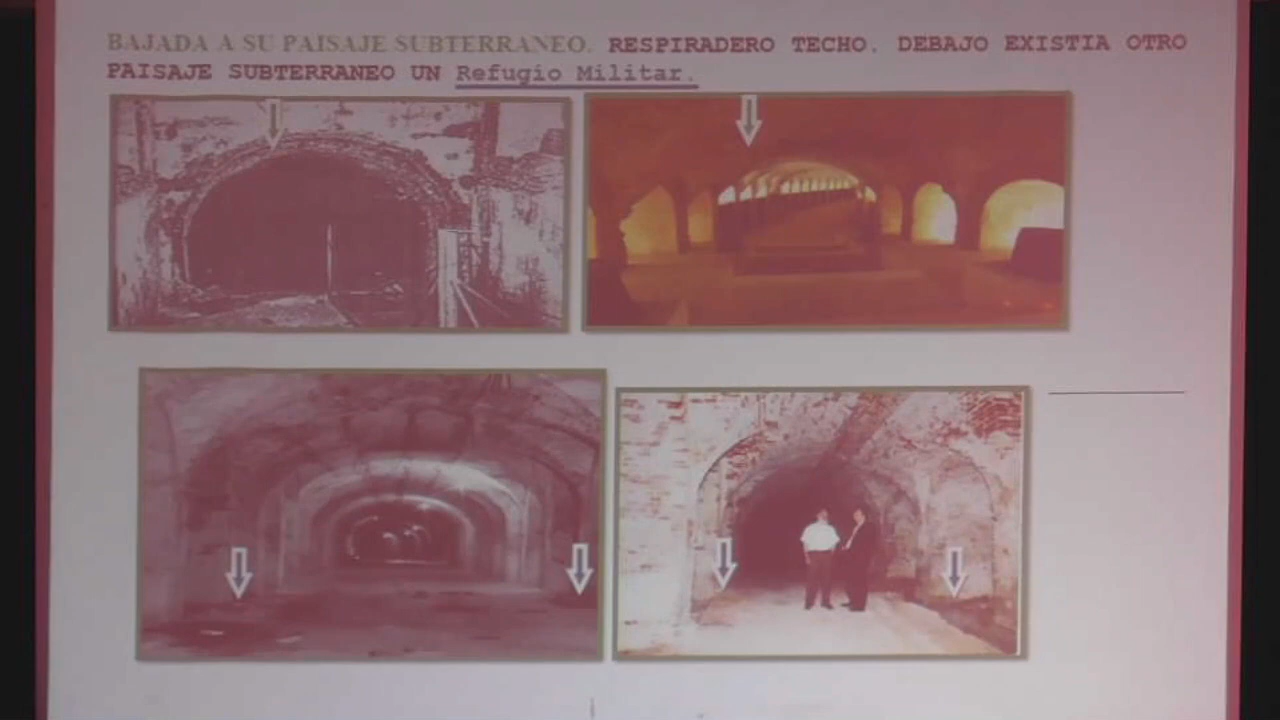 BAJADA A SU PAISAJE SUBTERRANEO. RESPIRADERO TECHO. DEBAJO EXISTIA OTRO
PAISAJE SUBTERRANEO UN Refugio Militar.